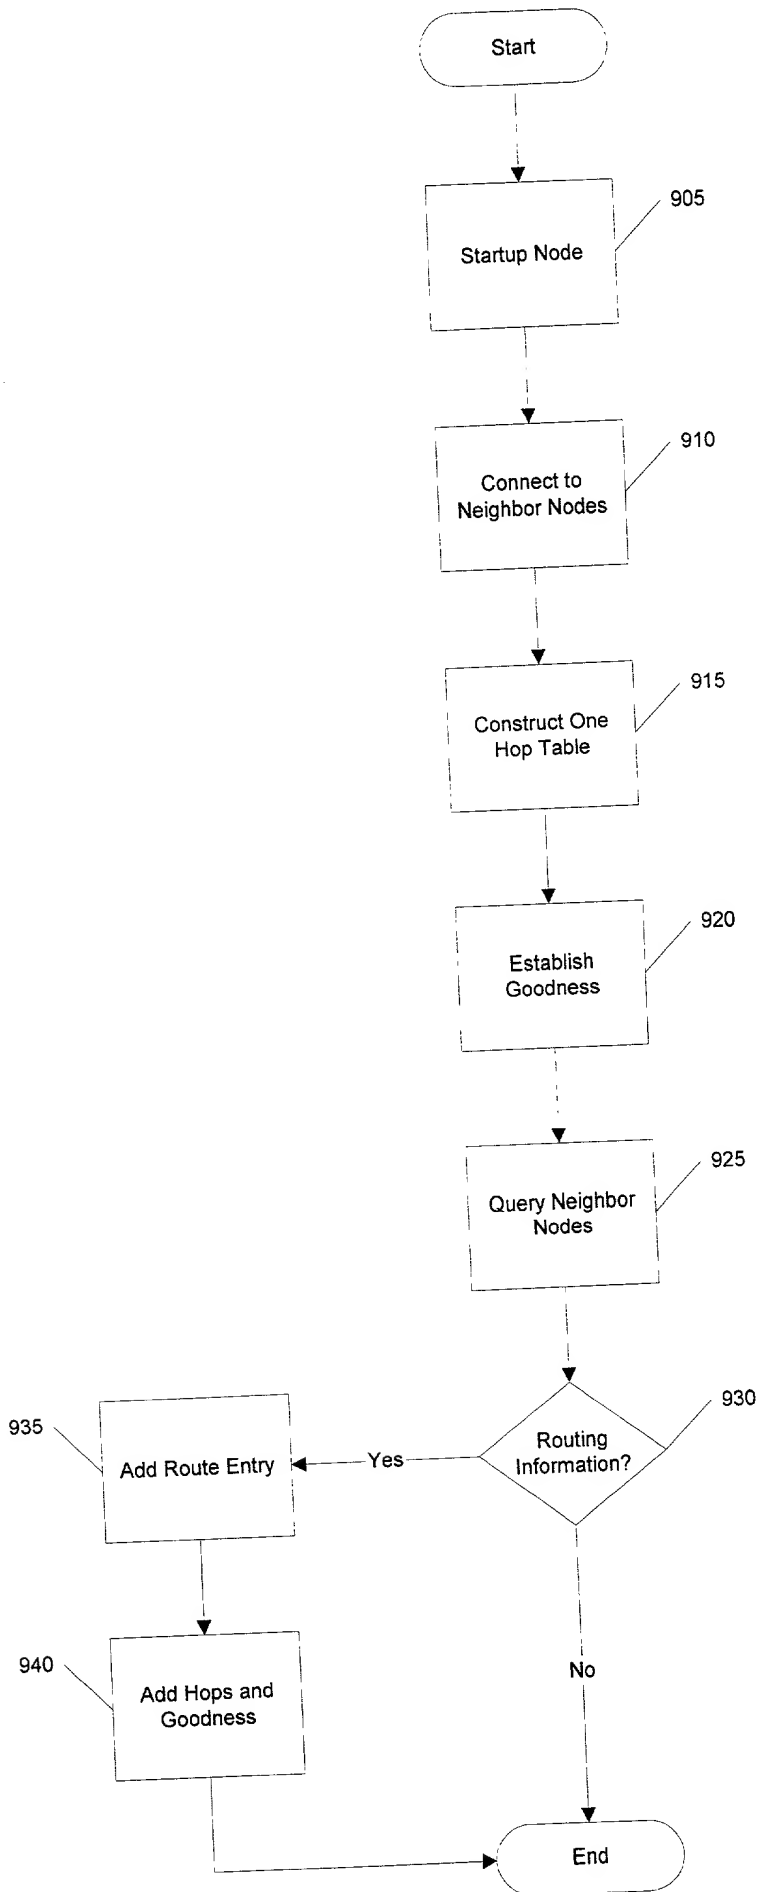 Start
905
Startup Node
910
Connect to
Neighbor Nodes
915
Construct One
Hop Table
920
Establish
Goodness
925
Query Neighbor
Nodes
930
Routing
Information?
Yes
935
Add Route Entry
940
Add Hops and
Goodness
No
End